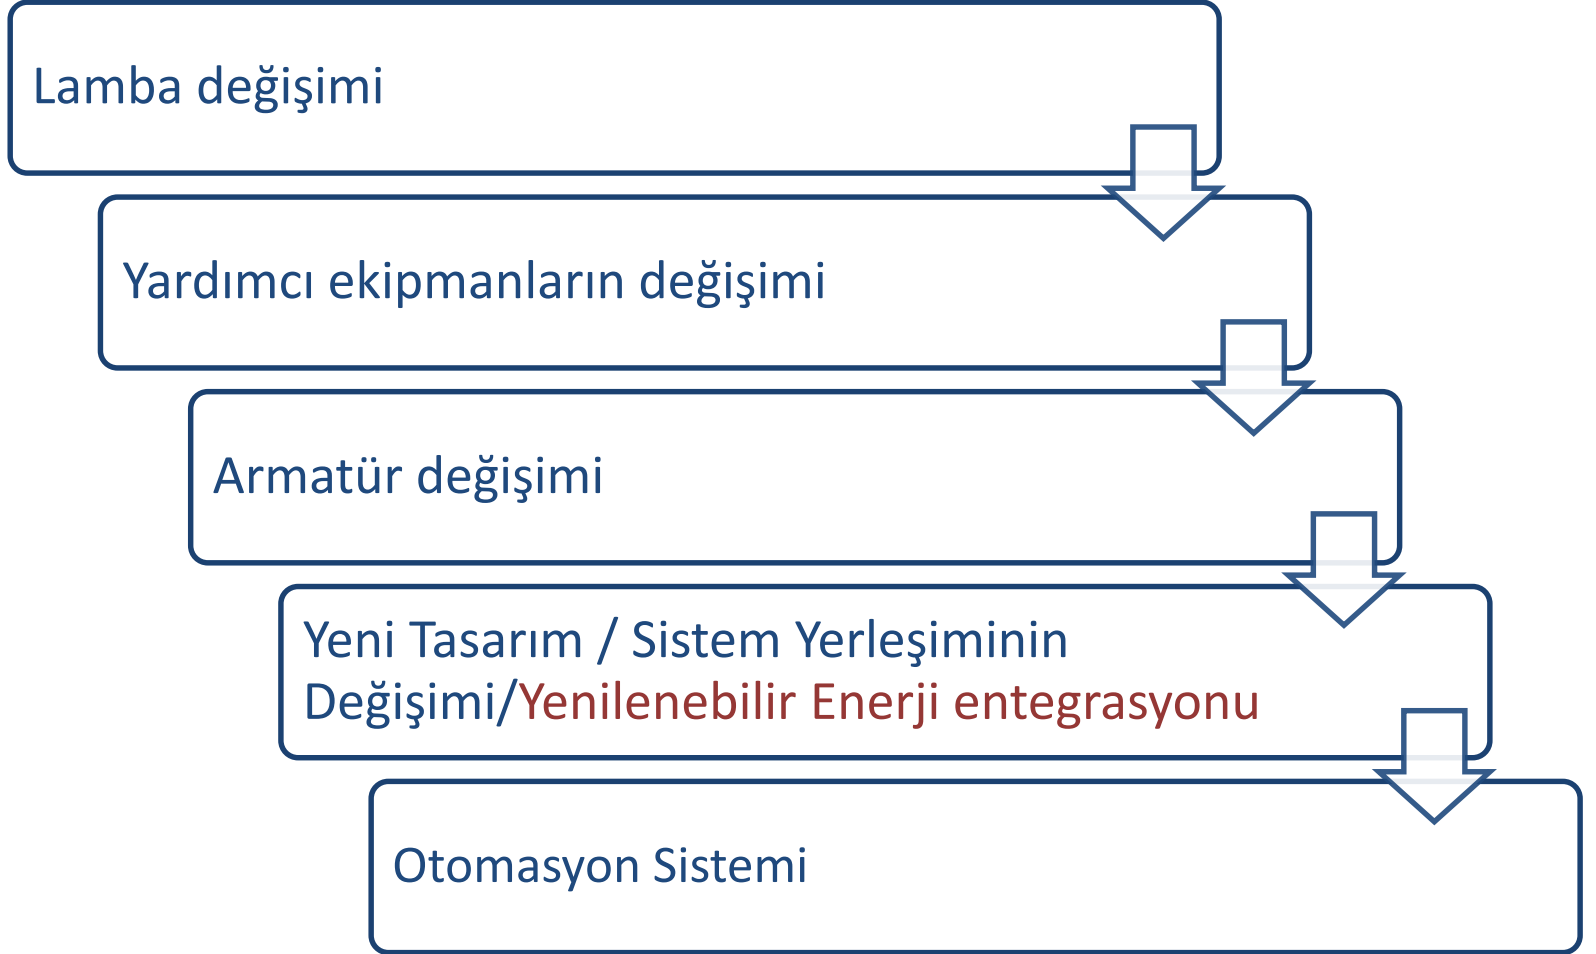 Lamba değişimi
Yardımcı ekipmanların değişimi
Armatür değişimi
Yeni Tasarım / Sistem Yerleşiminin
Değişimi/Yenilenebilir Enerji entegrasyonu
Otomasyon Sistemi